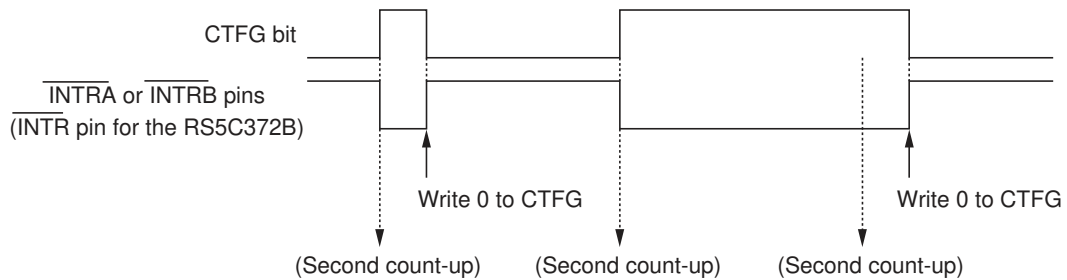 CTFG bit
INTRA or INTRB pins
(INTR pin for the RS5C372B)
Write 0 to CTFG
Write 0 to CTFG
(Second count-up)
(Second count-up)
(Second count-up)